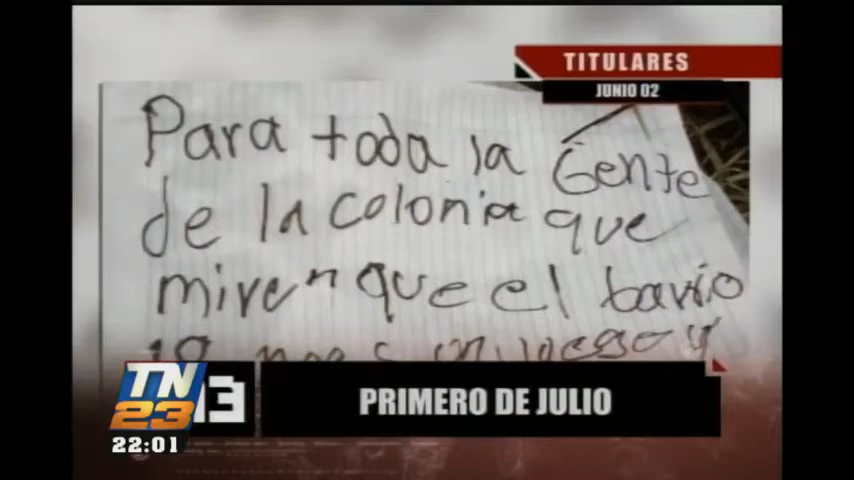 TITULARES
JUNIO 02
Para toda la Gente
de la colonia que
miren que el barrio
PRIMERO DE JULIO
TN
23
13
22:01